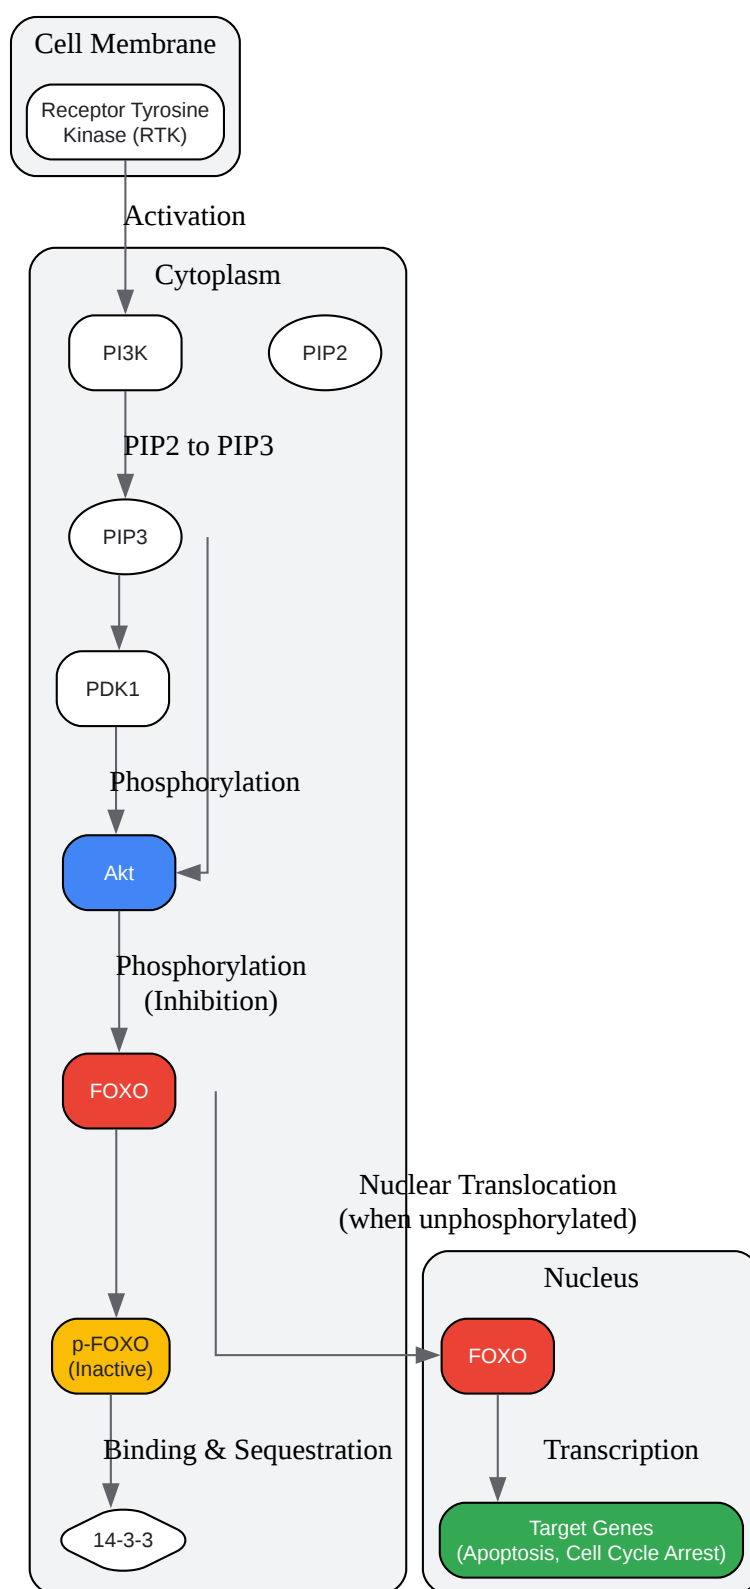 Cell Membrane
Receptor Tyrosine
Kinase (RTK)
Activation
Cytoplasm
PI3K
PIP2
PIP2 to PIP3
PIP3
PDK1
Phosphorylation
Akt
Phosphorylation
(Inhibition)
FOXO
Nuclear Translocation
(when unphosphorylated)
Nucleus
p-FOXO
(Inactive)
FOXO
Binding & Sequestration
Transcription
14-3-3
Target Genes
(Apoptosis, Cell Cycle Arrest)